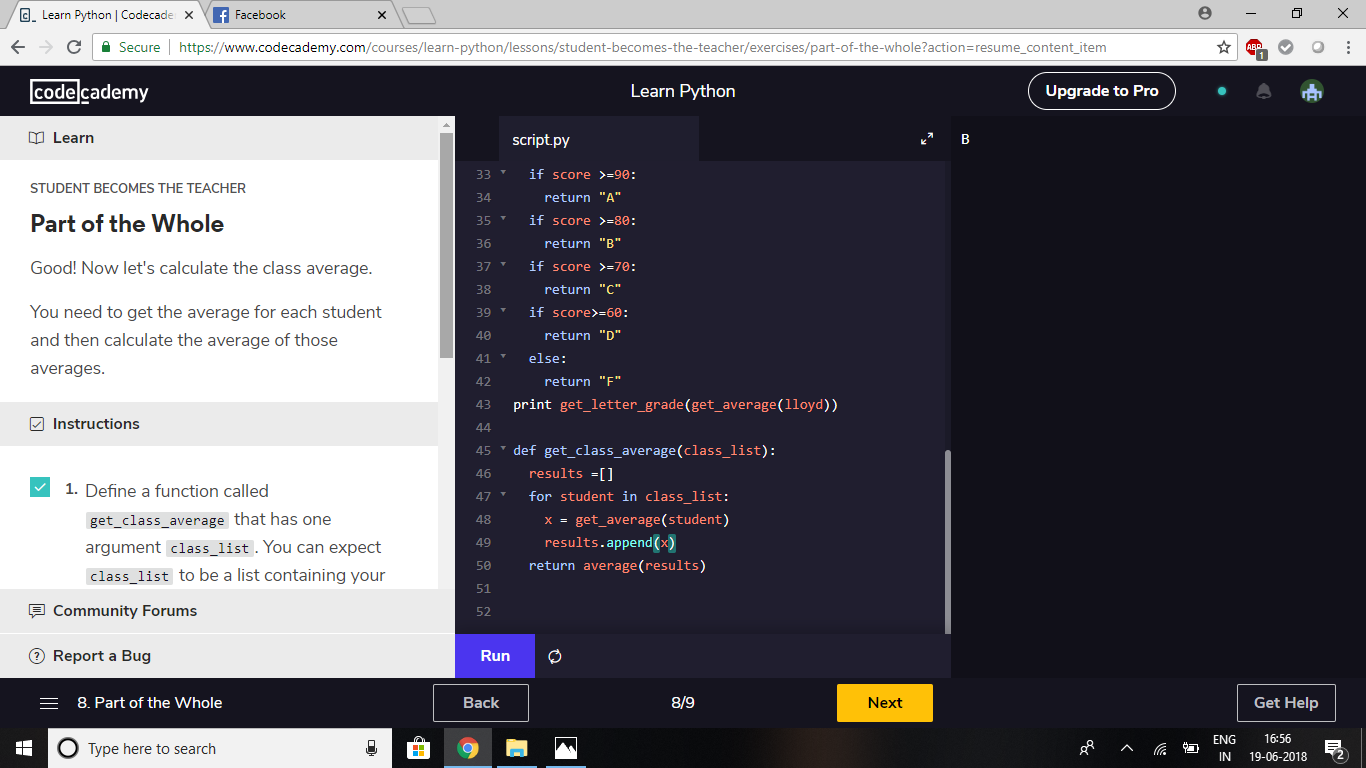 Learn Python | Codecade
Facebook
Secure
https://www.codecademy.com/courses/learn-python/lessons/student-becomes-the-teacher/exercises/part-of-the-whole?action=resume_content_item
ABP
1
codecademy
Learn Python
Upgrade to Pro
Learn
STUDENT BECOMES THE TEACHER
Part of the Whole
Good! Now let's calculate the class average.
You need to get the average for each student
and then calculate the average of those
averages.
Instructions
1. Define a function called
get_class_average that has one
argument class_list. You can expect
class_list to be a list containing your
Community Forums
Report a Bug
script.py
33 if score >=90:
34 return "A"
35 if score >=80:
36 return "B"
37 if score >=70:
38 return "C"
39 if score>=60:
40 return "D"
41 else:
42 return "F"
43 print get_letter_grade(get_average(lloyd))
44
45 def get_class_average(class_list):
46 results =[]
47 for student in class_list:
48 x = get_average(student)
49 results.append(x)
50 return average(results)
51
52
Run
B
8. Part of the Whole
Back
8/9
Next
Get Help
Type here to search
ENG
IN
16:56
19-06-2018
2